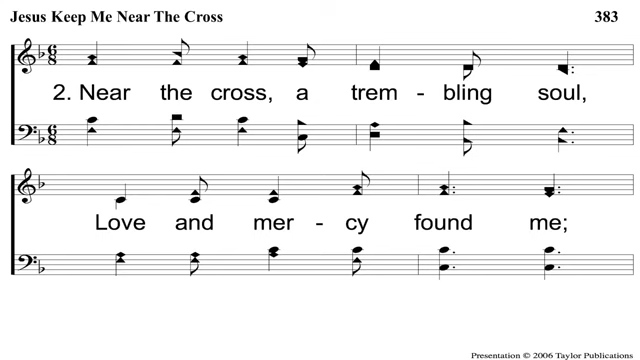 Jesus Keep Me Near The Cross 383
2. Near the cross, a trem - bling soul,
Love and mer - cy found me;
Presentation © 2006 Taylor Publications